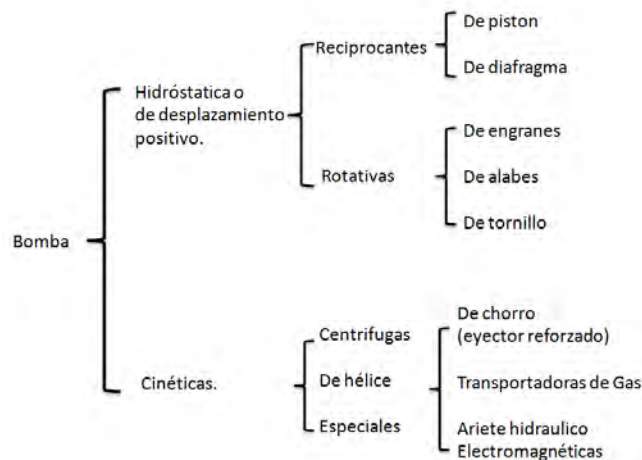 Bomba
Hidróstatica o
de desplazamiento
positivo.
Reciprocantes
De piston
De diafragma
Rotativas
De engranes
De alabes
De tornillo
Cinéticas.
Centrifugas
De hélice
Especiales
De chorro
(eyector reforzado)
Transportadoras de Gas
Ariete hidraulico
Electromagnéticas